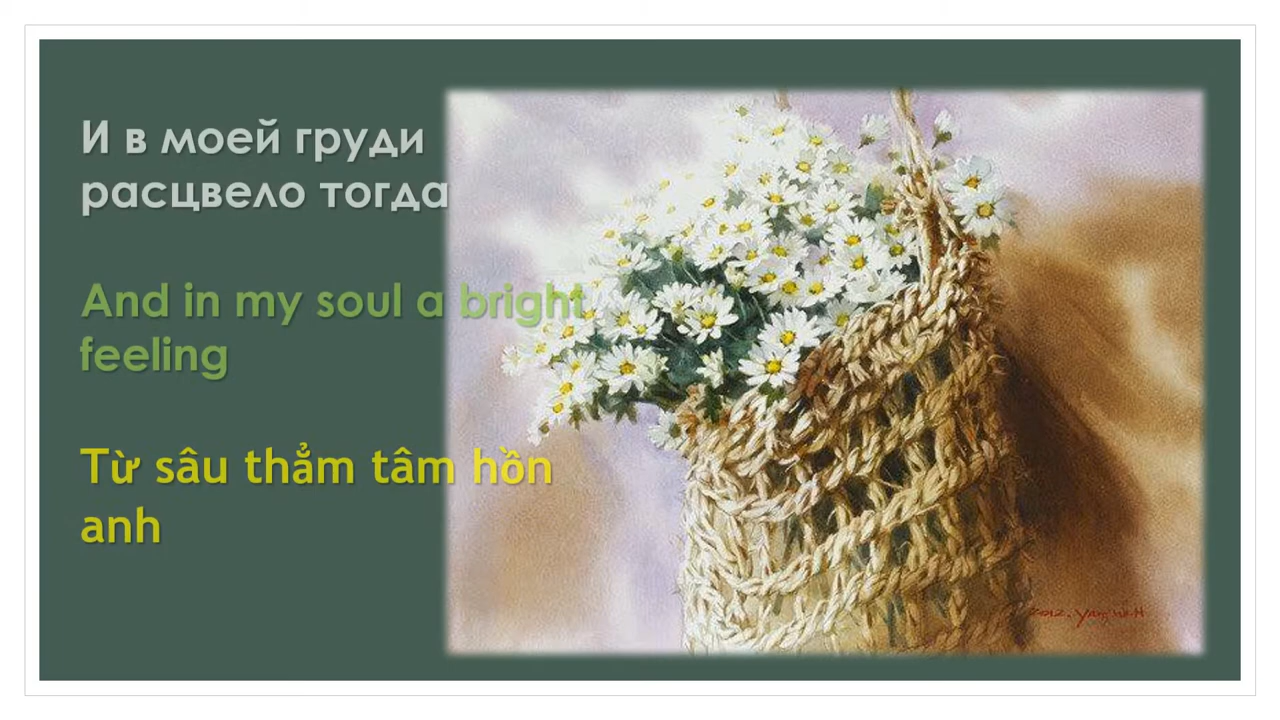 И в моей груди
расцвело тогда
And in my soul a bright
feeling
Từ sâu thẳm tâm hồn
anh